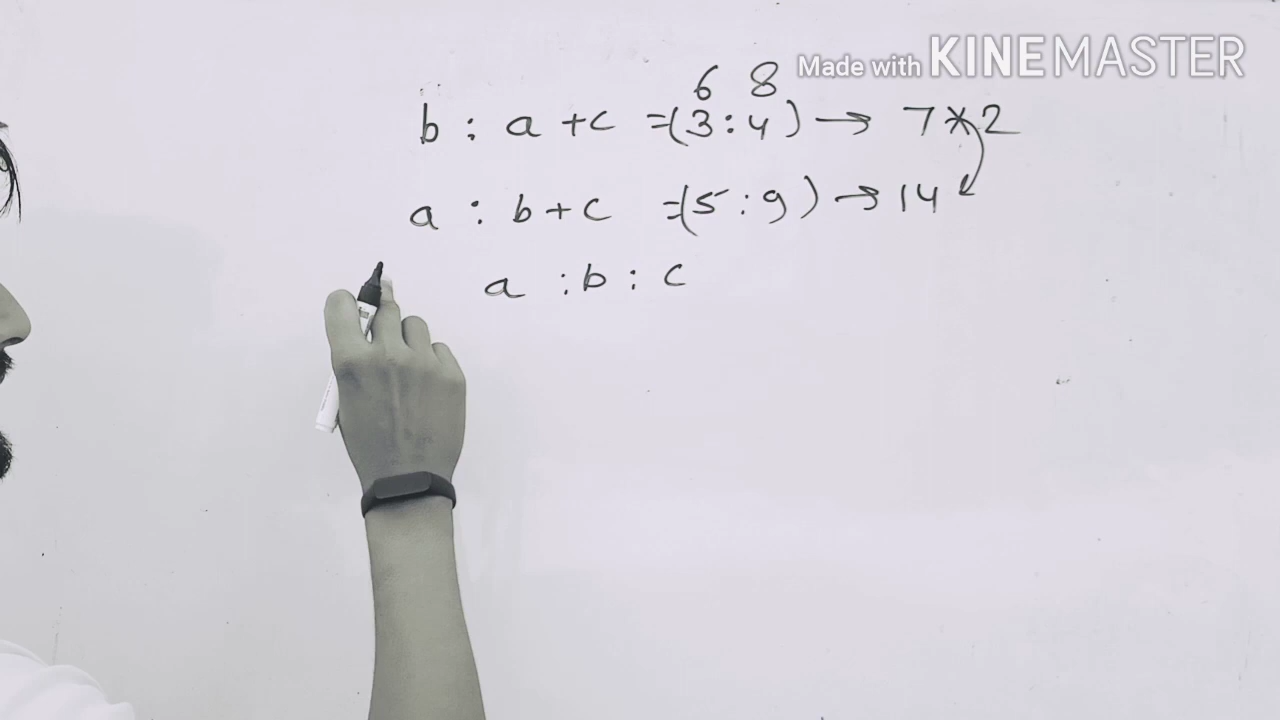 Made with KINEMASTER
6 8
b : a + c = (3 : 4) → 7 × 2
a : b + c = (5 : 9) → 14
a : b : c